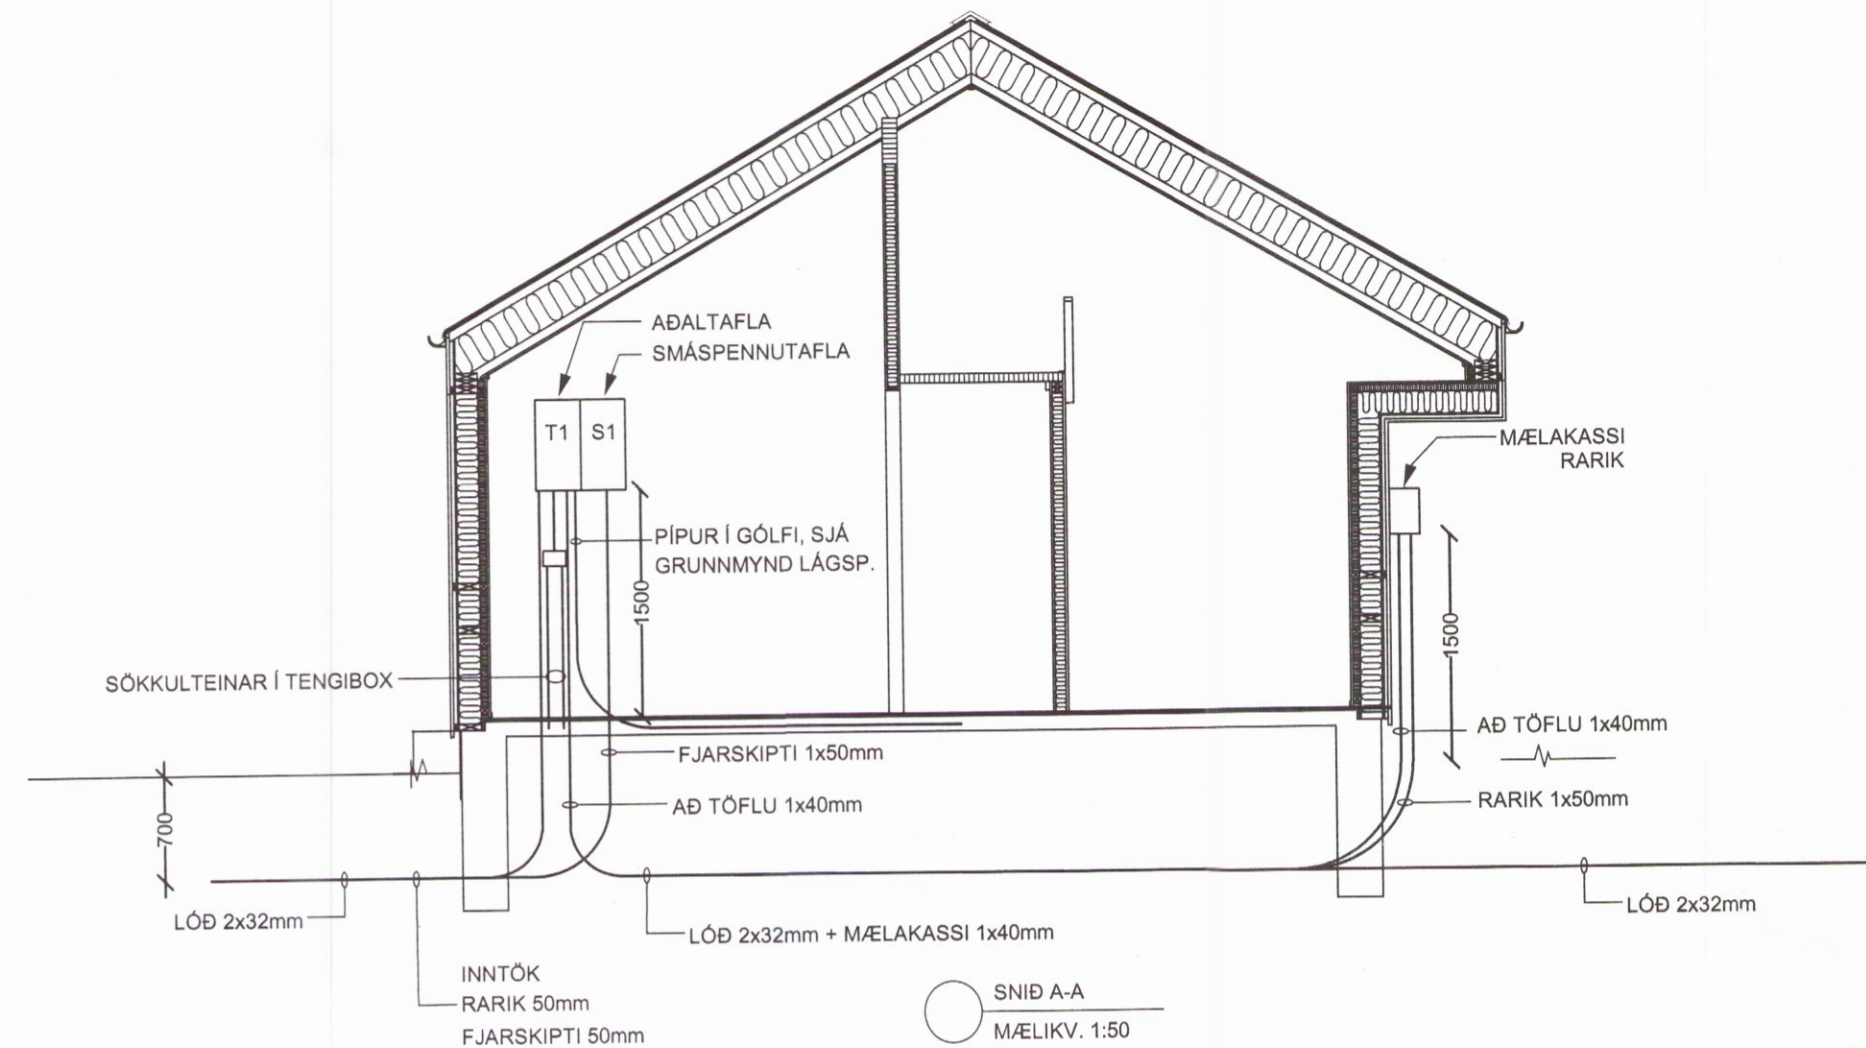 AÐALTAFLA
SMÁSPENNUTAFLA
T1 S1
MÆLAKASSI
RARIK
PÍPUR Í GÓLFI, SJÁ
GRUNNMYND LÁGSP.
1500
1500
SÖKKULTEINAR Í TENGIBOX
AÐ TÖFLU 1x40mm
FJARSKIPTI 1x50mm
RARIK 1x50mm
AÐ TÖFLU 1x40mm
700
LÓÐ 2x32mm
LÓÐ 2x32mm
LÓÐ 2x32mm + MÆLAKASSI 1x40mm
INNTÖK
RARIK 50mm
FJARSKIPTI 50mm
SNIÐ A-A
MÆLIKV. 1:50